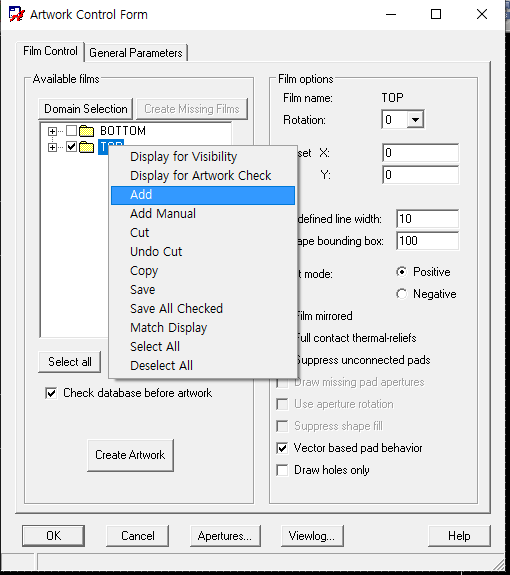 Artwork Control Form
Film Control
General Parameters
Available films
Domain Selection
Create Missing Films
BOTTOM
Display for Visibility
Display for Artwork Check
Add
Add Manual
Cut
Undo Cut
Copy
Save
Save All Checked
Match Display
Select All
Deselect All
Select all
Check database before artwork
Create Artwork
Film options
Film name: TOP
Rotation: 0
X: 0
Y: 0
defined line width: 10
bounding box: 100
mode: Positive
Negative
Film mirrored
Full contact thermal-reliefs
Suppress unconnected pads
Draw missing pad apertures
Use aperture rotation
Suppress shape fill
Vector based pad behavior
Draw holes only
OK
Cancel
Apertures...
Viewlog...
Help